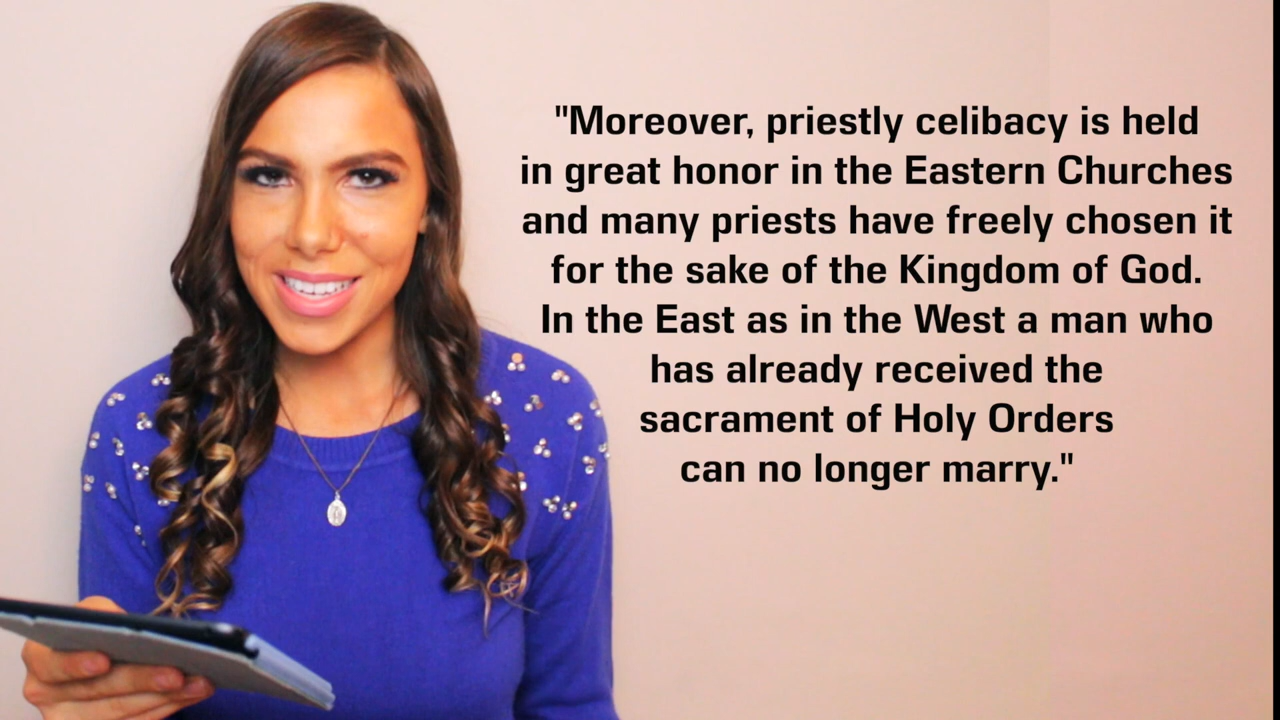 "Moreover, priestly celibacy is held
in great honor in the Eastern Churches
and many priests have freely chosen it
for the sake of the Kingdom of God.
In the East as in the West a man who
has already received the
sacrament of Holy Orders
can no longer marry."